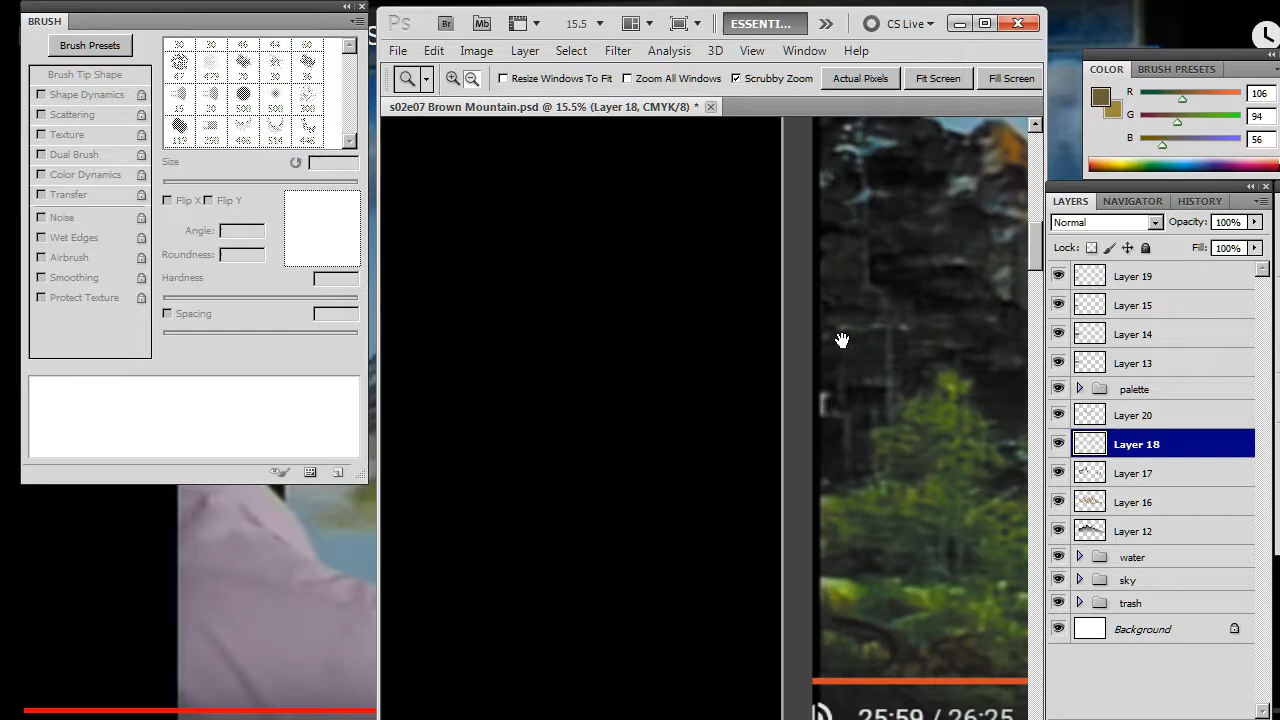 BRUSH
Brush Presets
Brush Tip Shape
Shape Dynamics
Scattering
Texture
Dual Brush
Color Dynamics
Transfer
Noise
Wet Edges
Airbrush
Smoothing
Protect Texture
Size
Flip X
Flip Y
Angle:
Roundness:
Hardness
Spacing
Ps
Br
Mb
15.5
ESSENTI...
CS Live
File Edit Image Layer Select Filter Analysis 3D View Window Help
Resize Windows To Fit
Zoom All Windows
Scrubby Zoom
Actual Pixels
Fit Screen
Fill Screen
s02e07 Brown Mountain.psd @ 15.5% (Layer 18, CMYK/8) *
25:59 / 26:25
COLOR
BRUSH PRESETS
R 106
G 94
B 56
LAYERS
NAVIGATOR
HISTORY
Normal
Opacity: 100%
Lock:
Fill: 100%
Layer 19
Layer 15
Layer 14
Layer 13
palette
Layer 20
Layer 18
Layer 17
Layer 16
Layer 12
water
sky
trash
Background